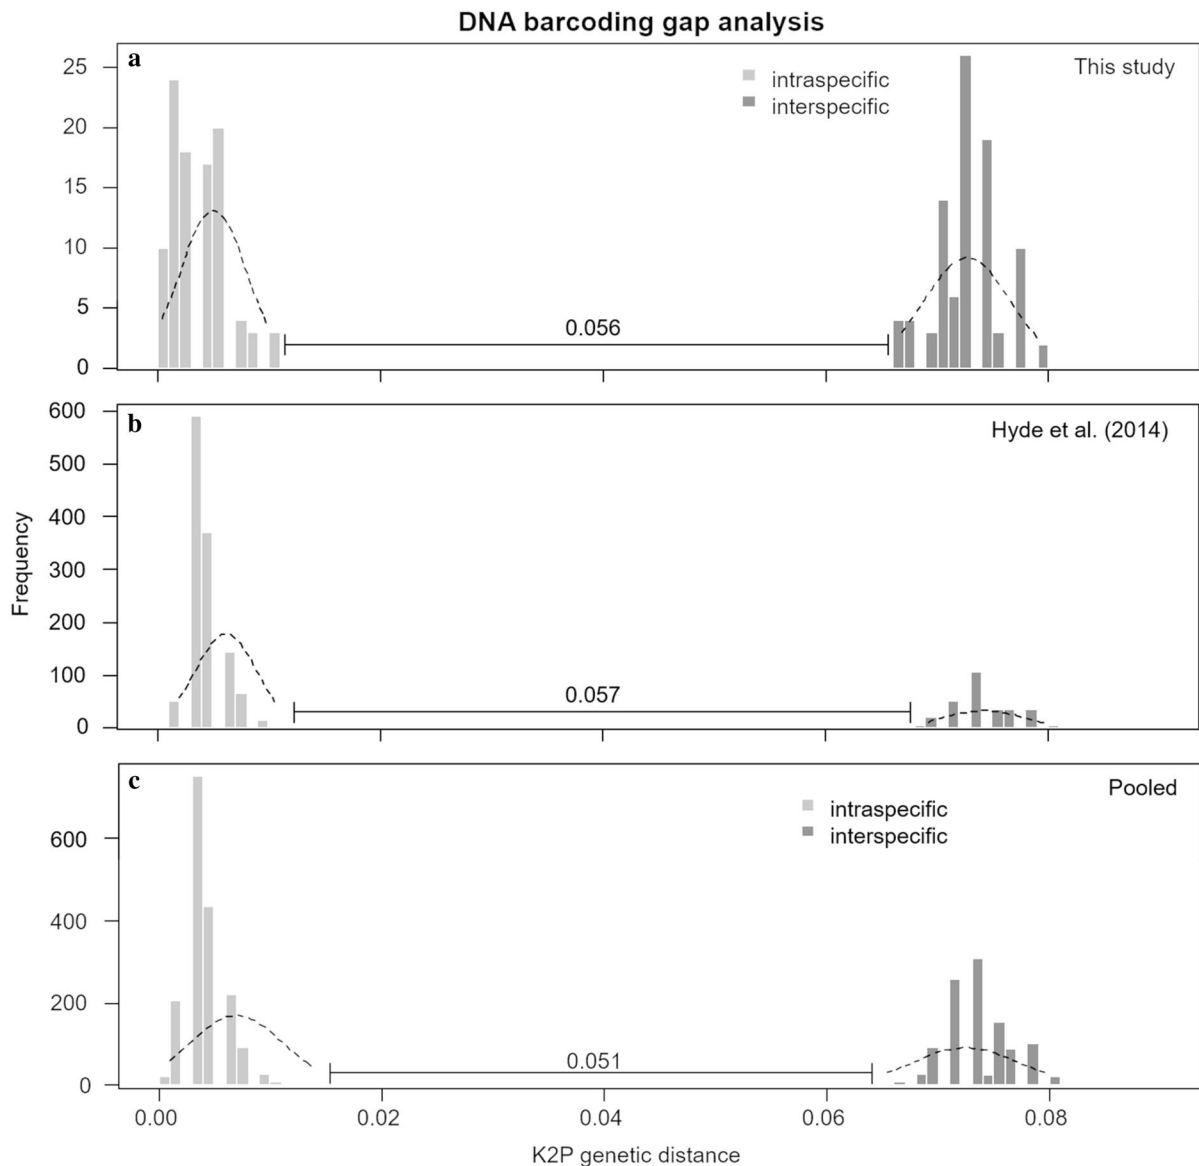 DNA barcoding gap analysis
a
This study
intraspecific
interspecific
25
20
15
10
5
0
0.056
b
Hyde et al. (2014)
600
500
400
300
200
100
0
0.057
Frequency
c
Pooled
intraspecific
interspecific
600
400
200
0
0.051
0.00 0.02 0.04 0.06 0.08
K2P genetic distance